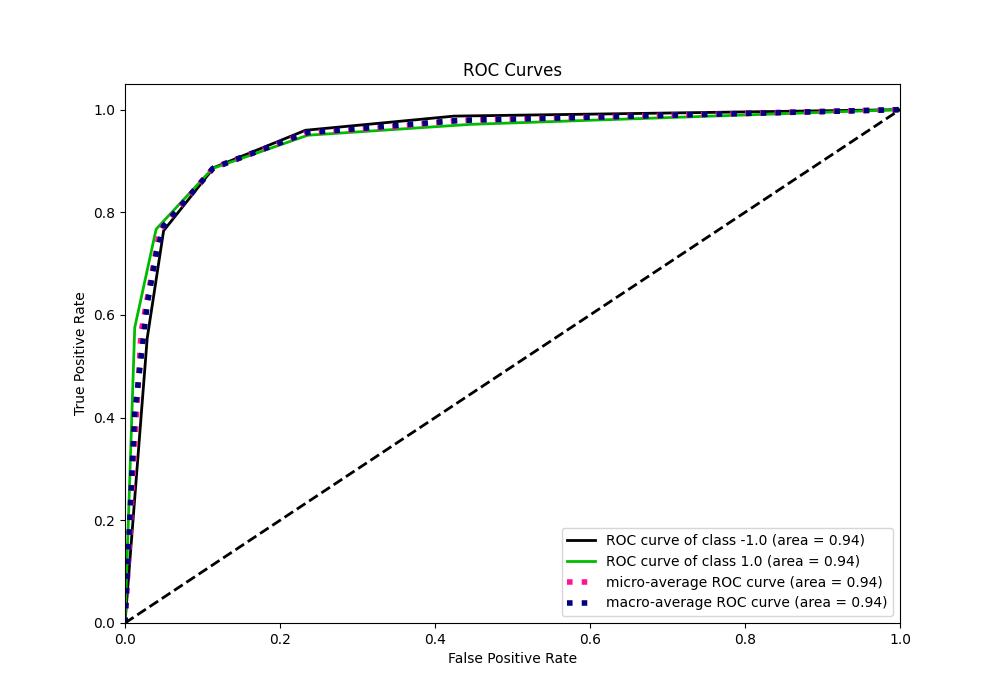 ROC Curves
True Positive Rate
1.0
0.8
0.6
0.4
0.2
0.0
0.0 0.2 0.4 0.6 0.8 1.0
False Positive Rate
ROC curve of class -1.0 (area = 0.94)
ROC curve of class 1.0 (area = 0.94)
micro-average ROC curve (area = 0.94)
macro-average ROC curve (area = 0.94)